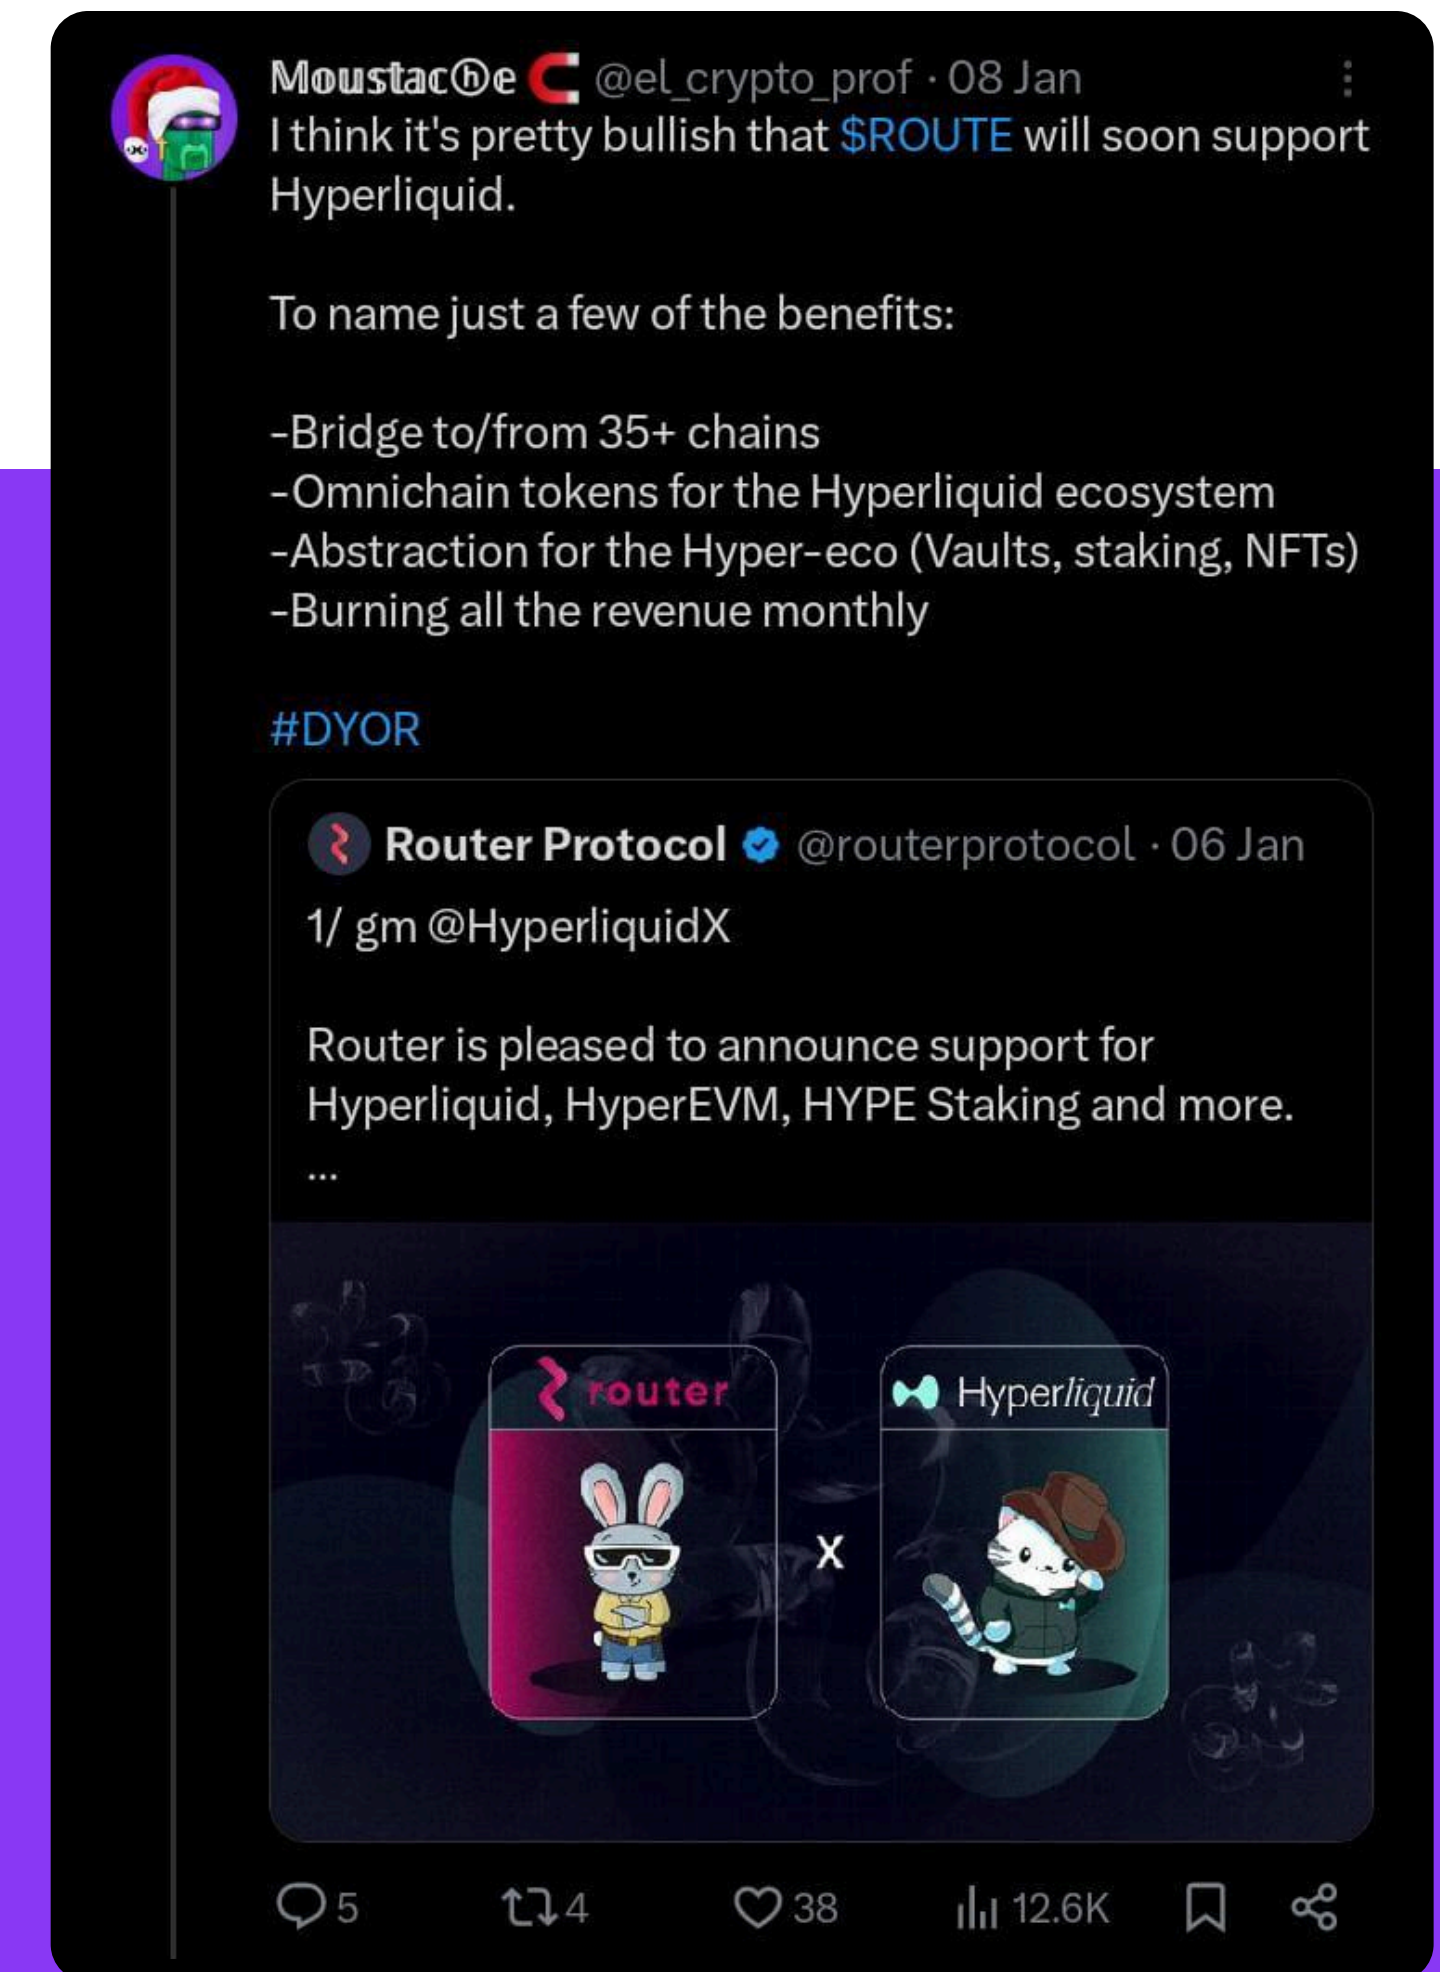 Moustacⓗe 🧲 @el_crypto_prof · 08 Jan
I think it's pretty bullish that $ROUTE will soon support
Hyperliquid.
To name just a few of the benefits:
-Bridge to/from 35+ chains
-Omnichain tokens for the Hyperliquid ecosystem
-Abstraction for the Hyper-eco (Vaults, staking, NFTs)
-Burning all the revenue monthly
#DYOR
Router Protocol @routerprotocol · 06 Jan
1/ gm @HyperliquidX
Router is pleased to announce support for
Hyperliquid, HyperEVM, HYPE Staking and more.
...
router
Hyperliquid
X
5 4 38 12.6K